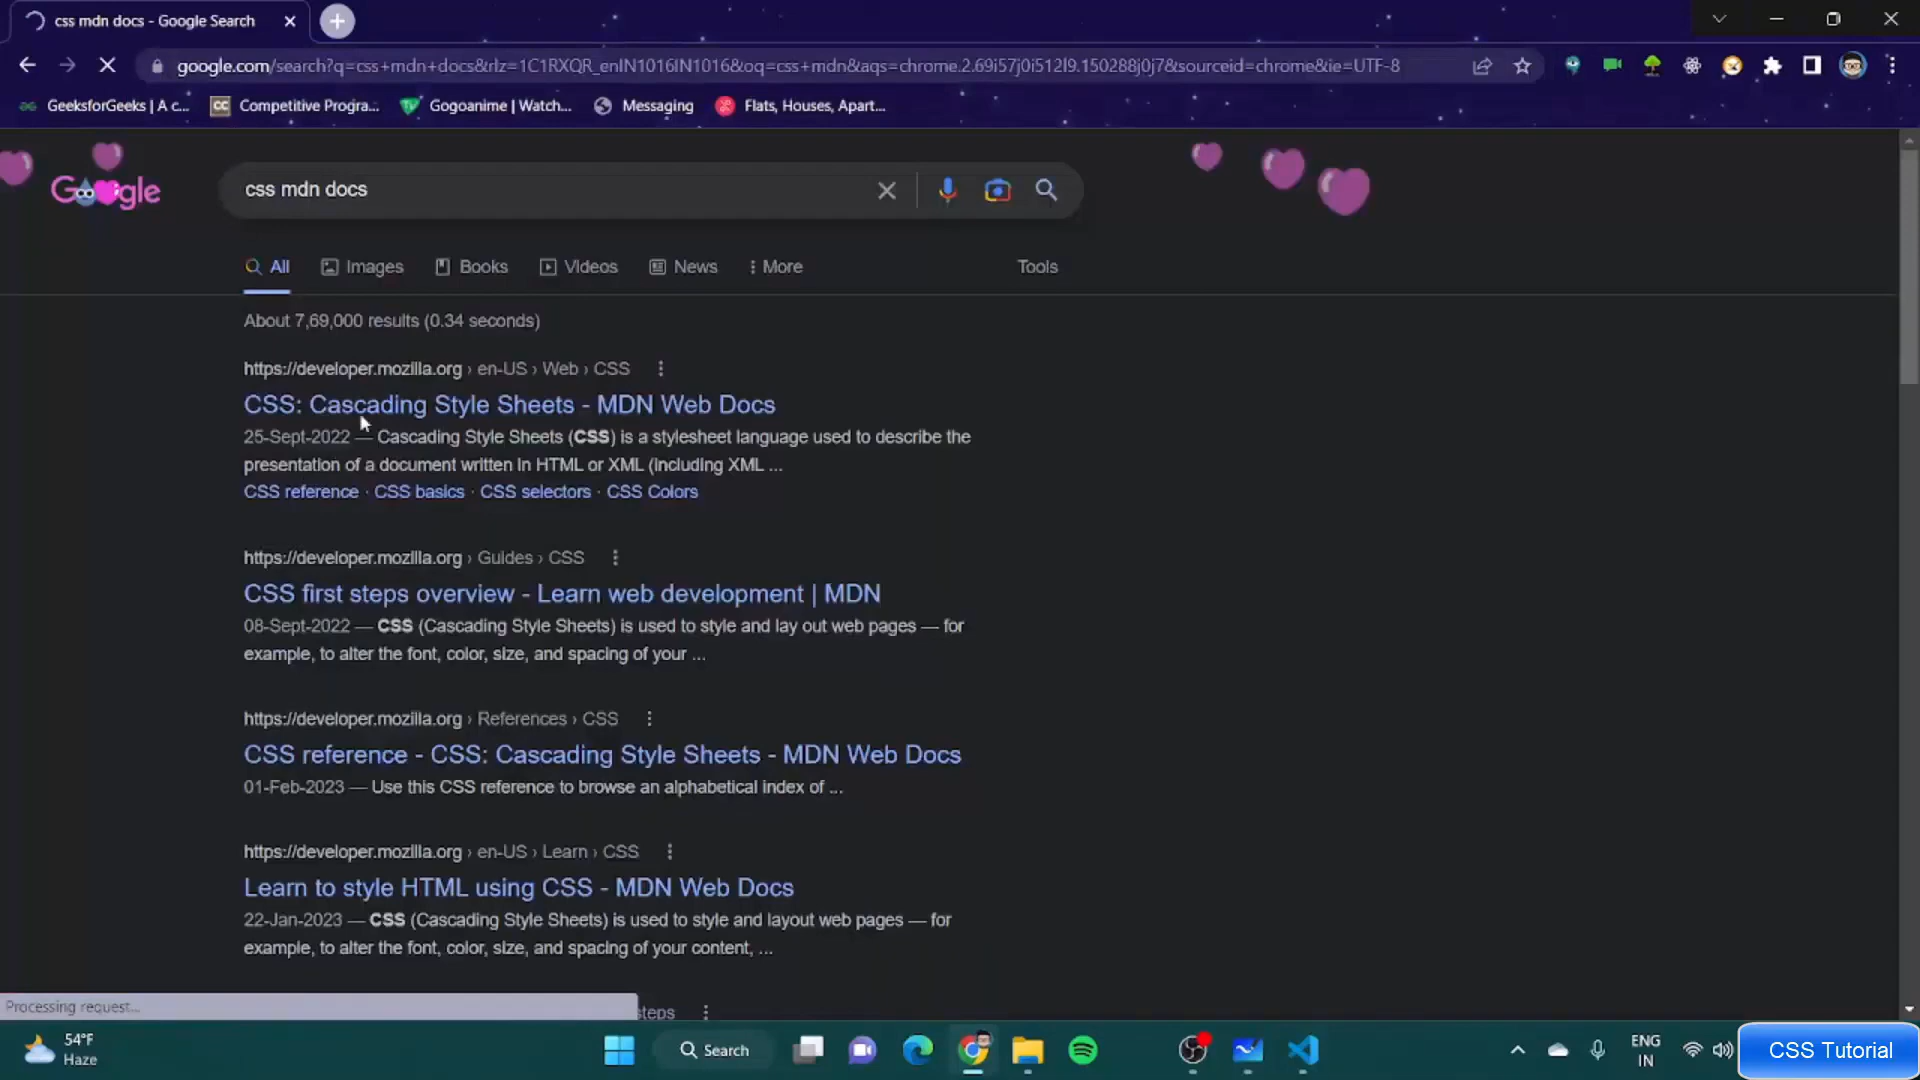 css mdn docs - Google Search
google.com/search?q=css+mdn+docs&rlz=1C1RXQR_enIN1016IN1016&oq=css+mdn&aqs=chrome.2.69i57j0i512l9.150288j0j7&sourceid=chrome&ie=UTF-8
GeeksforGeeks | A c... CC Competitive Progra... Gogoanime | Watch... Messaging Flats, Houses, Apart...
Google css mdn docs
All Images Books Videos News More Tools
About 7,69,000 results (0.34 seconds)
https://developer.mozilla.org › en-US › Web › CSS
CSS: Cascading Style Sheets - MDN Web Docs
25-Sept-2022 — Cascading Style Sheets (CSS) is a stylesheet language used to describe the
presentation of a document written in HTML or XML (including XML ...
CSS reference · CSS basics · CSS selectors · CSS Colors
https://developer.mozilla.org › Guides › CSS
CSS first steps overview - Learn web development | MDN
08-Sept-2022 — CSS (Cascading Style Sheets) is used to style and lay out web pages — for
example, to alter the font, color, size, and spacing of your ...
https://developer.mozilla.org › References › CSS
CSS reference - CSS: Cascading Style Sheets - MDN Web Docs
01-Feb-2023 — Use this CSS reference to browse an alphabetical index of ...
https://developer.mozilla.org › en-US › Learn › CSS
Learn to style HTML using CSS - MDN Web Docs
22-Jan-2023 — CSS (Cascading Style Sheets) is used to style and layout web pages — for
example, to alter the font, color, size, and spacing of your content, ...
Processing request... steps
54°F
Haze
Search
ENG
IN
CSS Tutorial